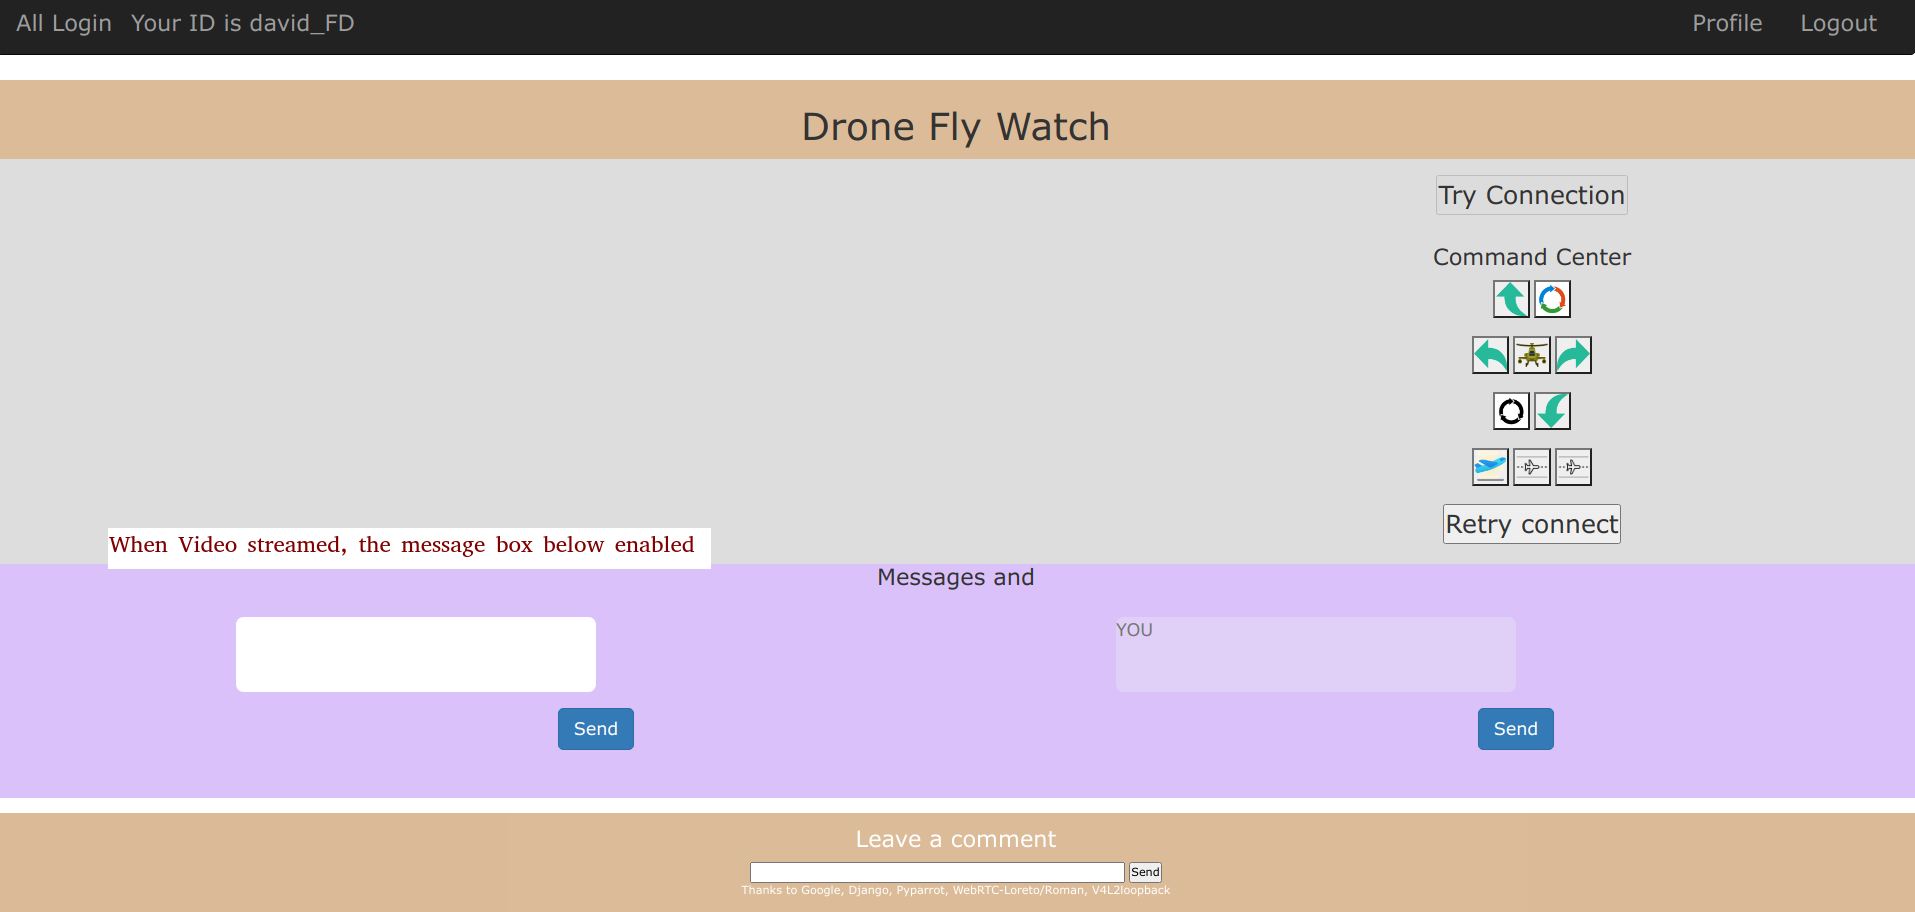 All Login Your ID is david_FD Profile Logout
Drone Fly Watch
Try Connection
Command Center
Retry connect
When Video streamed, the message box below enabled
Messages and
YOU
Send Send
Leave a comment
Send
Thanks to Google, Django, Pyparrot, WebRTC-Loreto/Roman, V4L2loopback